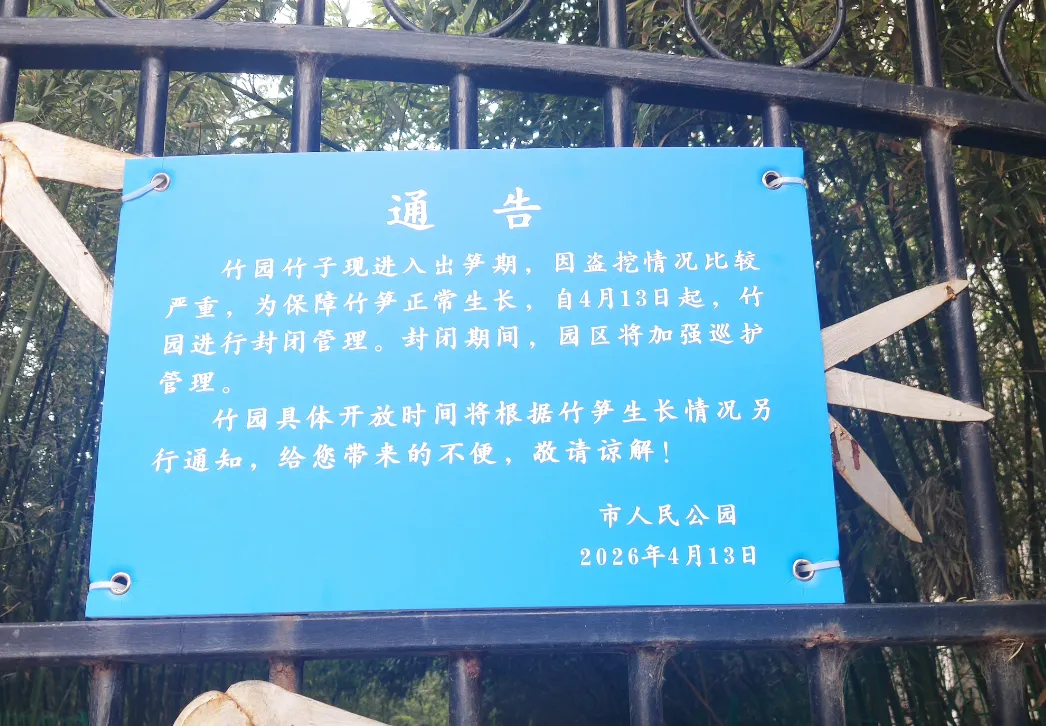 通 告
竹园竹子现进入出笋期，因盗挖情况比较
严重，为保障竹笋正常生长，自4月13日起，竹
园进行封闭管理。封闭期间，园区将加强巡护
管理。
竹园具体开放时间将根据竹笋生长情况另
行通知，给您带来的不便，敬请谅解！
市人民公园
2026年4月13日